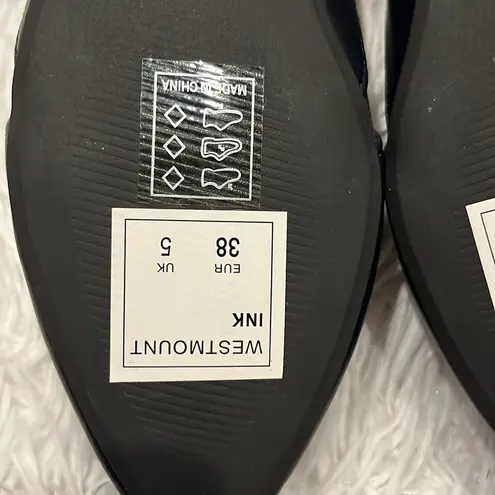 WESTMOUNT
INK
EUR UK
38 5
MADE IN CHINA